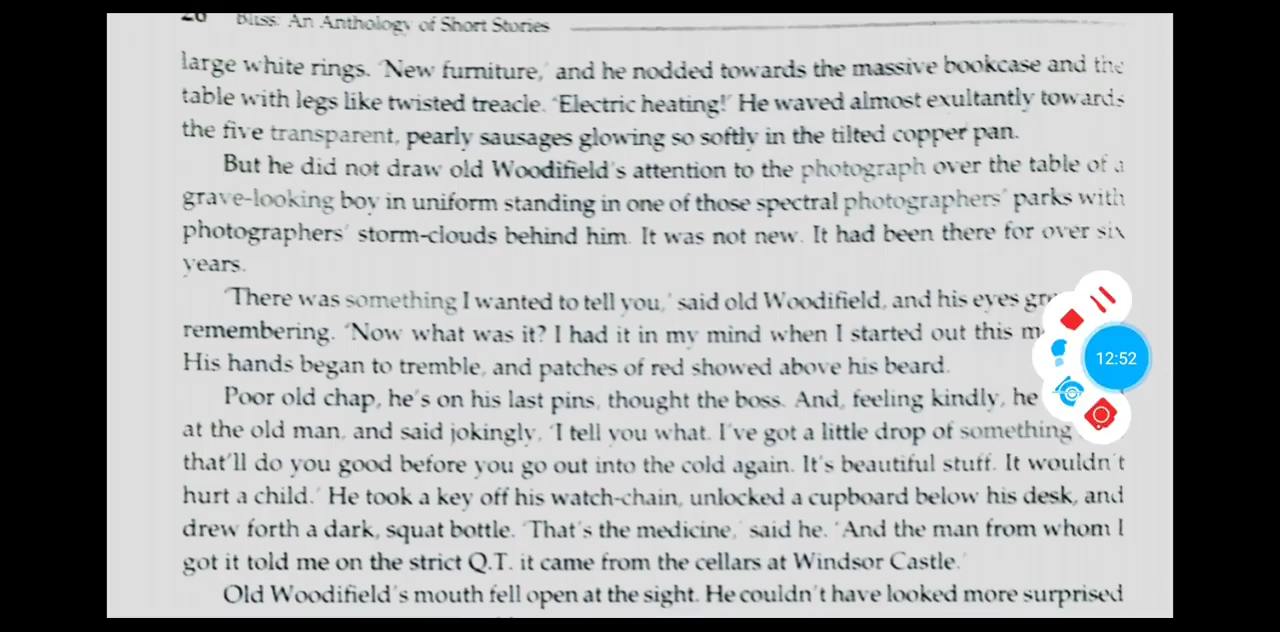 20 Bliss: An Anthology of Short Stories
large white rings. 'New furniture,' and he nodded towards the massive bookcase and the
table with legs like twisted treacle. 'Electric heating!' He waved almost exultantly towards
the five transparent, pearly sausages glowing so softly in the tilted copper pan.
But he did not draw old Woodifield's attention to the photograph over the table of a
grave-looking boy in uniform standing in one of those spectral photographers' parks with
photographers' storm-clouds behind him. It was not new. It had been there for over six
years.
'There was something I wanted to tell you,' said old Woodifield, and his eyes
remembering. 'Now what was it? I had it in my mind when I started out this
His hands began to tremble, and patches of red showed above his beard.
Poor old chap, he's on his last pins, thought the boss. And, feeling kindly, he
at the old man, and said jokingly, 'I tell you what. I've got a little drop of something
that'll do you good before you go out into the cold again. It's beautiful stuff. It wouldn't
hurt a child.' He took a key off his watch-chain, unlocked a cupboard below his desk, and
drew forth a dark, squat bottle. 'That's the medicine,' said he. 'And the man from whom I
got it told me on the strict Q.T. it came from the cellars at Windsor Castle.'
Old Woodifield's mouth fell open at the sight. He couldn't have looked more surprised
12:52